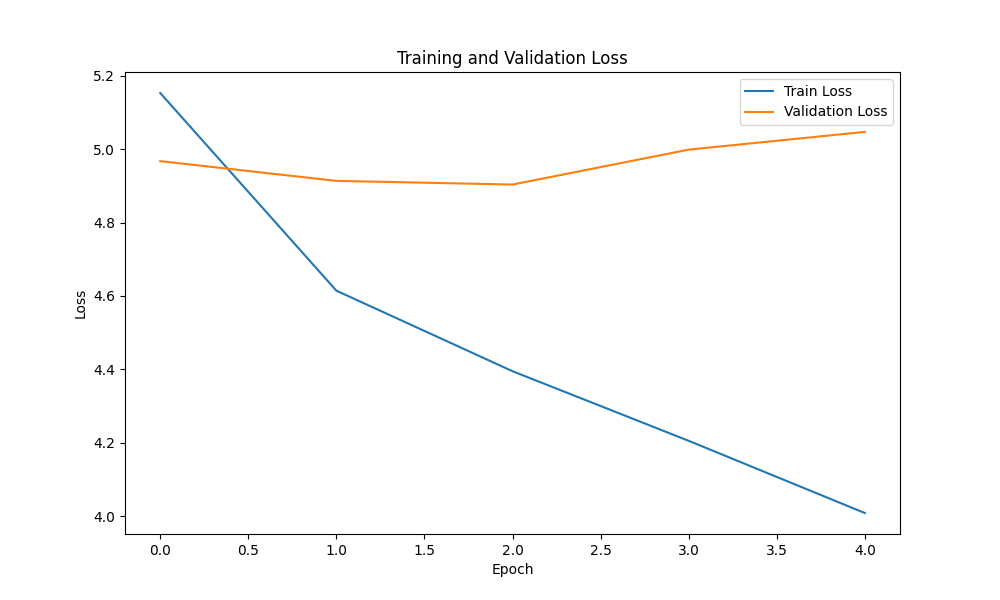 Training and Validation Loss
Train Loss
Validation Loss
5.2
5.0
4.8
4.6
4.4
4.2
4.0
Loss
0.0 0.5 1.0 1.5 2.0 2.5 3.0 3.5 4.0
Epoch